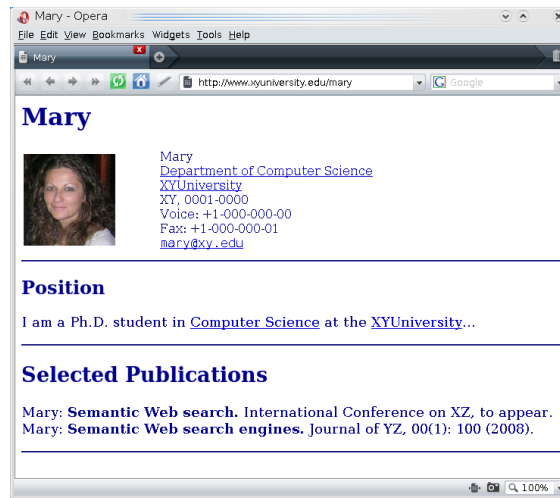 Mary - Opera
File Edit View Bookmarks Widgets Tools Help
Mary
http://www.xyuniversity.edu/mary
Google
Mary
Mary
Department of Computer Science
XYUniversity
XY, 0001-0000
Voice: +1-000-000-00
Fax: +1-000-000-01
mary@xy.edu
Position
I am a Ph.D. student in Computer Science at the XYUniversity...
Selected Publications
Mary: Semantic Web search. International Conference on XZ, to appear.
Mary: Semantic Web search engines. Journal of YZ, 00(1): 100 (2008).
100%